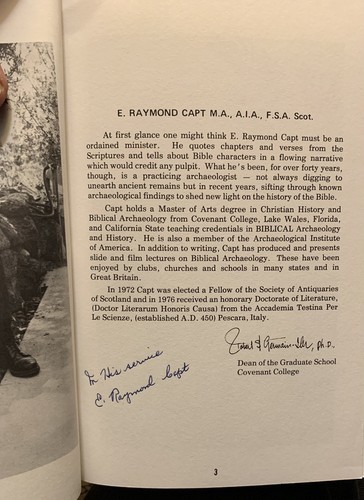 E. RAYMOND CAPT M.A., A.I.A., F.S.A. Scot.
At first glance one might think E. Raymond Capt must be an
ordained minister. He quotes chapters and verses from the
Scriptures and tells about Bible characters in a flowing narrative
which would credit any pulpit. What he's been, for over forty years,
though, is a practicing archaeologist — not always digging to
unearth ancient remains but in recent years, sifting through known
archaeological findings to shed new light on the history of the Bible.
Capt holds a Master of Arts degree in Christian History and
Biblical Archaeology from Covenant College, Lake Wales, Florida,
and California State teaching credentials in BIBLICAL Archaeology
and History. He is also a member of the Archaeological Institute
of America. In addition to writing, Capt has produced and presents
slide and film lectures on Biblical Archaeology. These have been
enjoyed by clubs, churches and schools in many states and in
Great Britain.
In 1972 Capt was elected a Fellow of the Society of Antiquaries
of Scotland and in 1976 received an honorary Doctorate of Literature,
(Doctor Literarum Honoris Causa) from the Accademia Testina Per
Le Scienze, (established A.D. 450) Pescara, Italy.
Ph.D.
Dean of the Graduate School
Covenant College
In His service
E. Raymond Capt
3